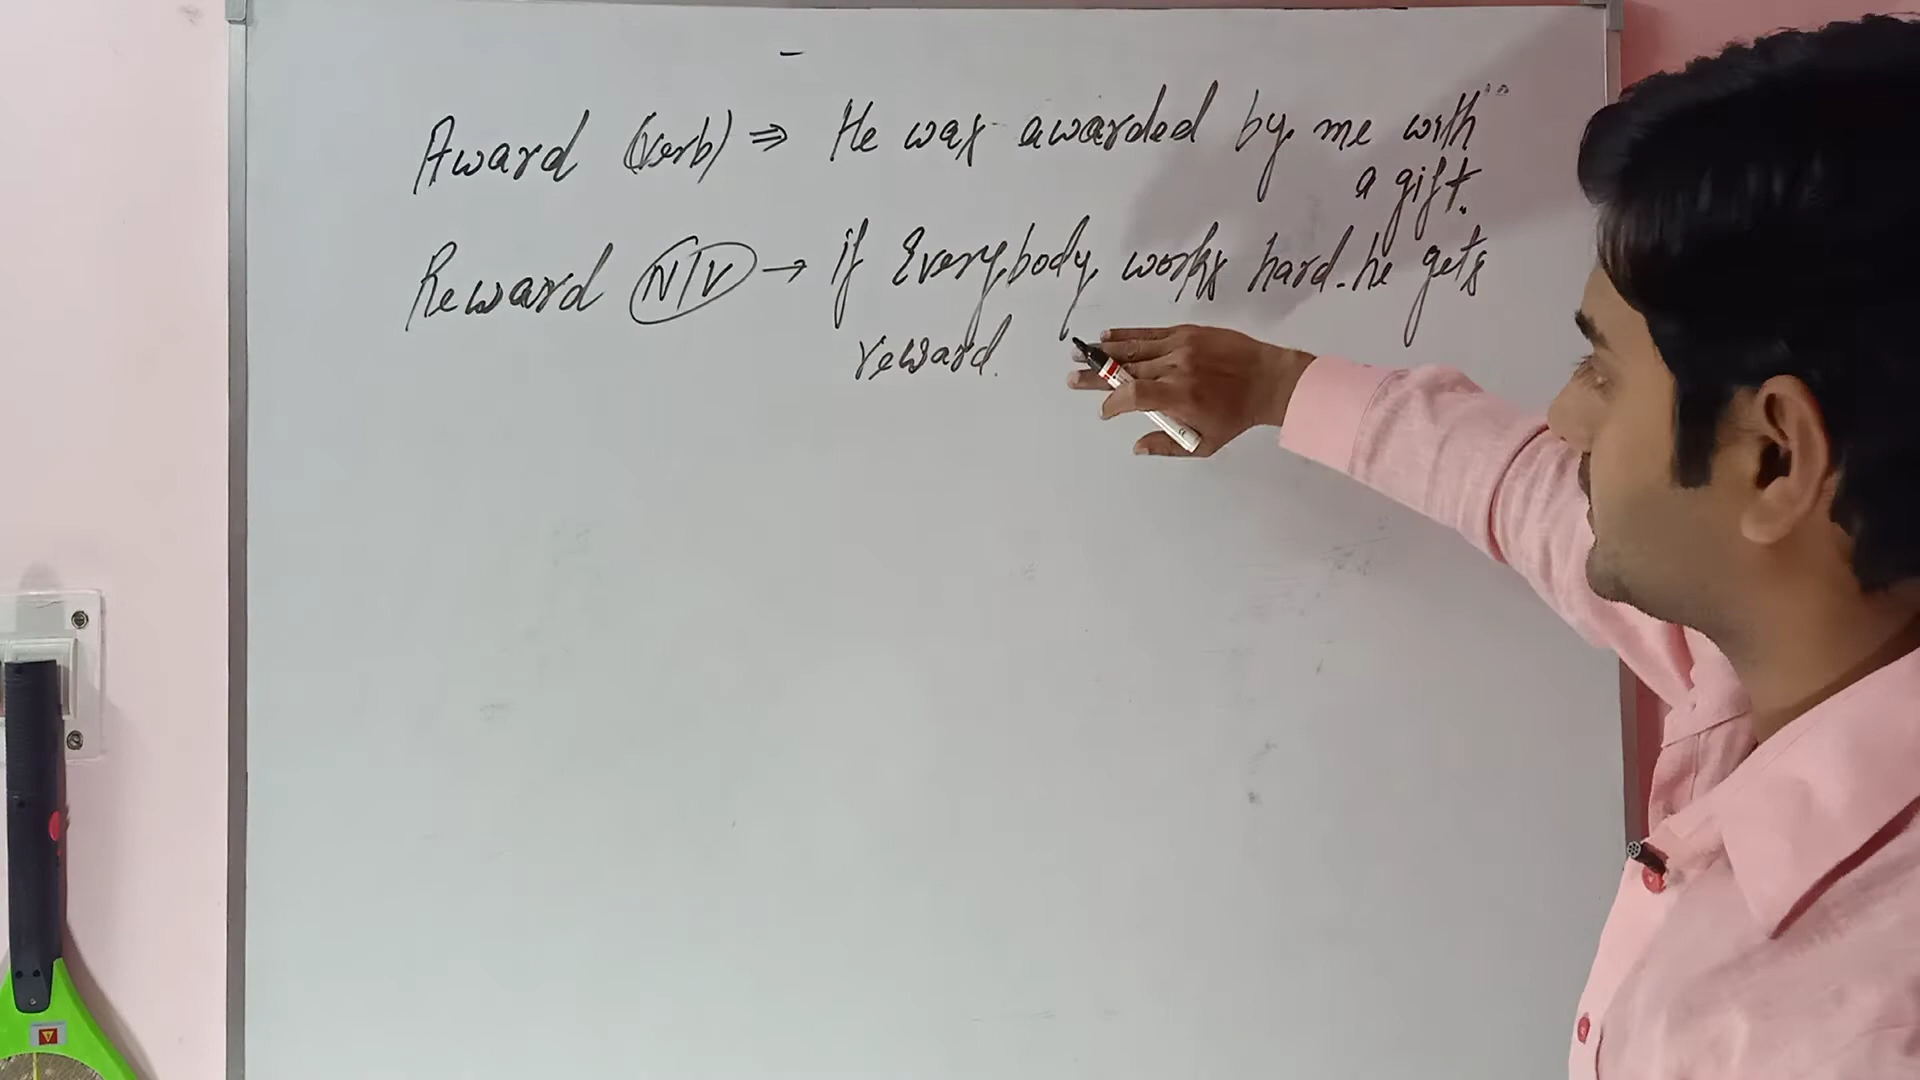 Award (verb) ⇒ He was awarded by me with
a gift.
Reward (N/V) → if Everybody works hard. he gets
reward.